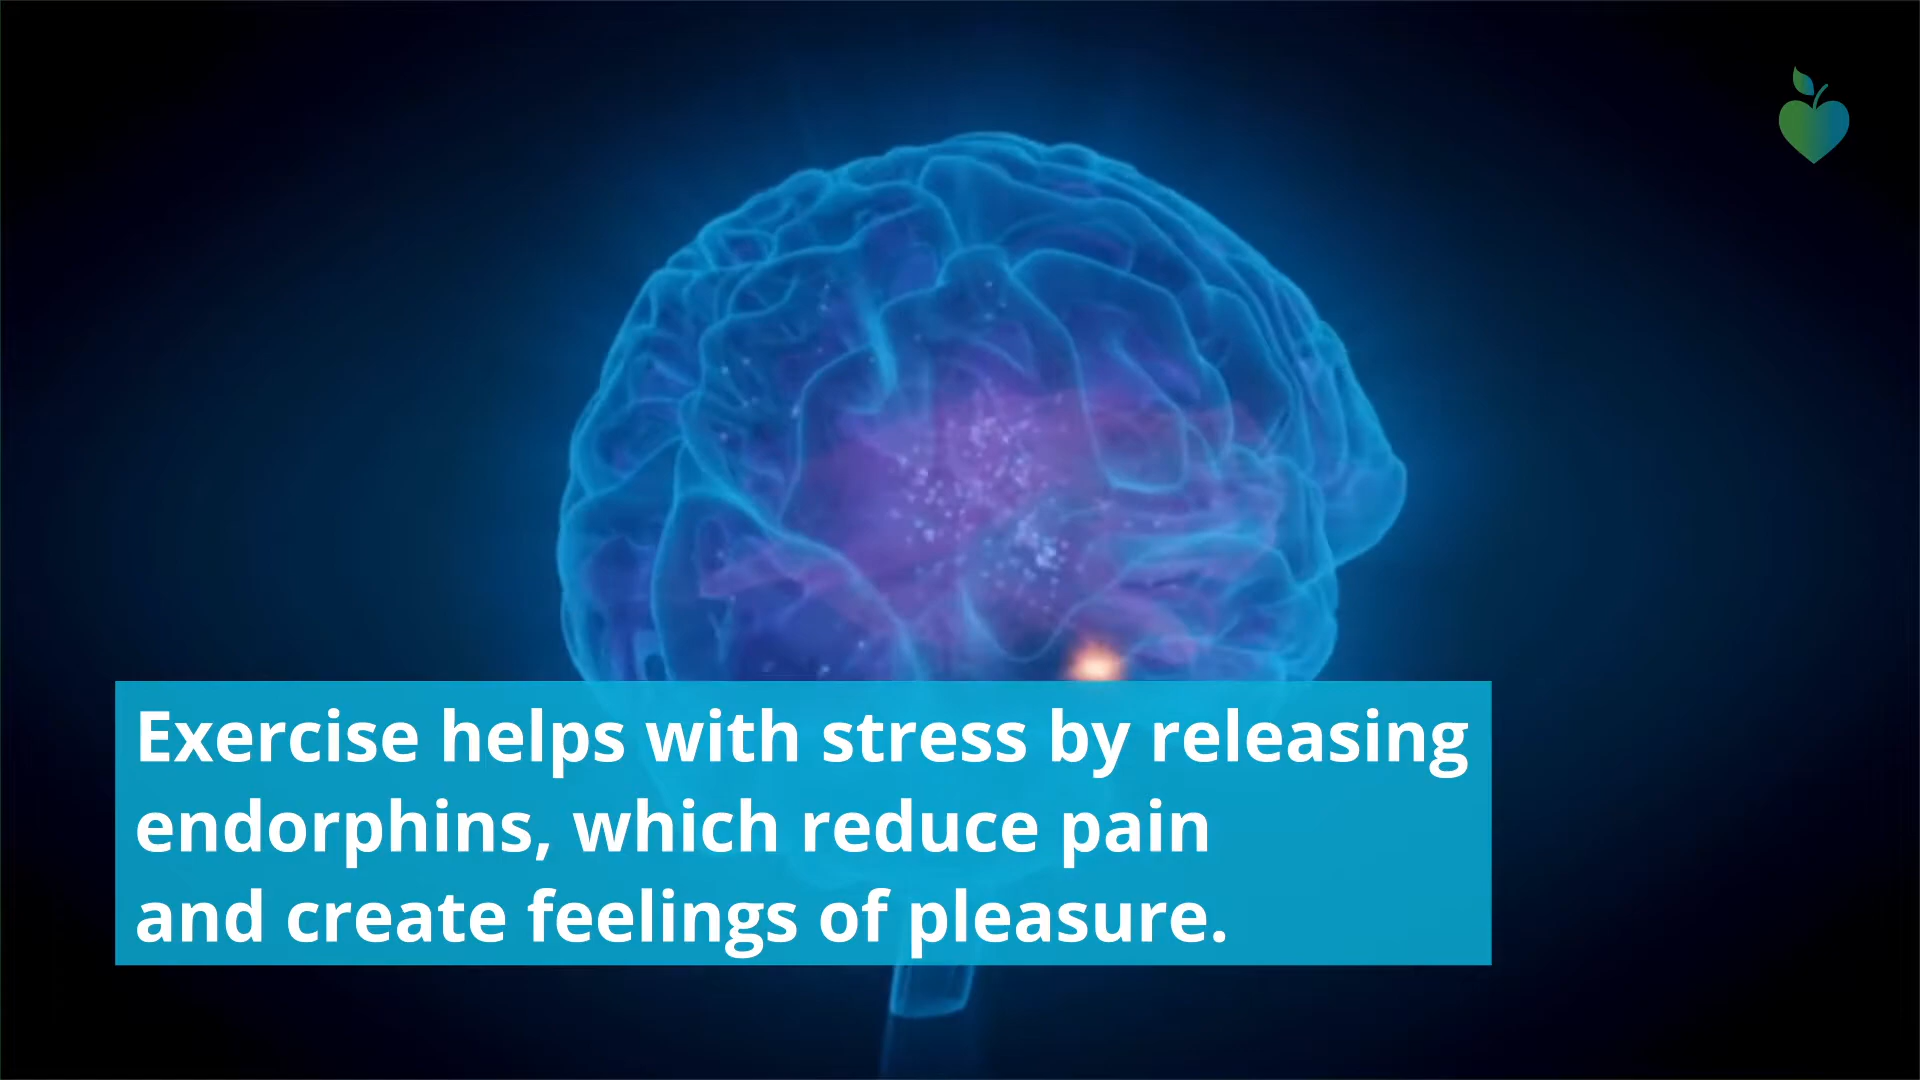 Exercise helps with stress by releasing
endorphins, which reduce pain
and create feelings of pleasure.